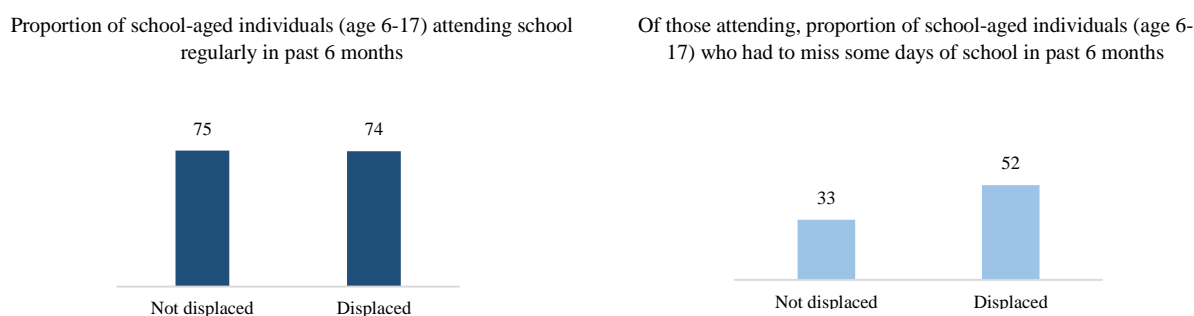 Proportion of school-aged individuals (age 6-17) attending school
regularly in past 6 months
75
74
Not displaced
Displaced
Of those attending, proportion of school-aged individuals (age 6-
17) who had to miss some days of school in past 6 months
33
52
Not displaced
Displaced